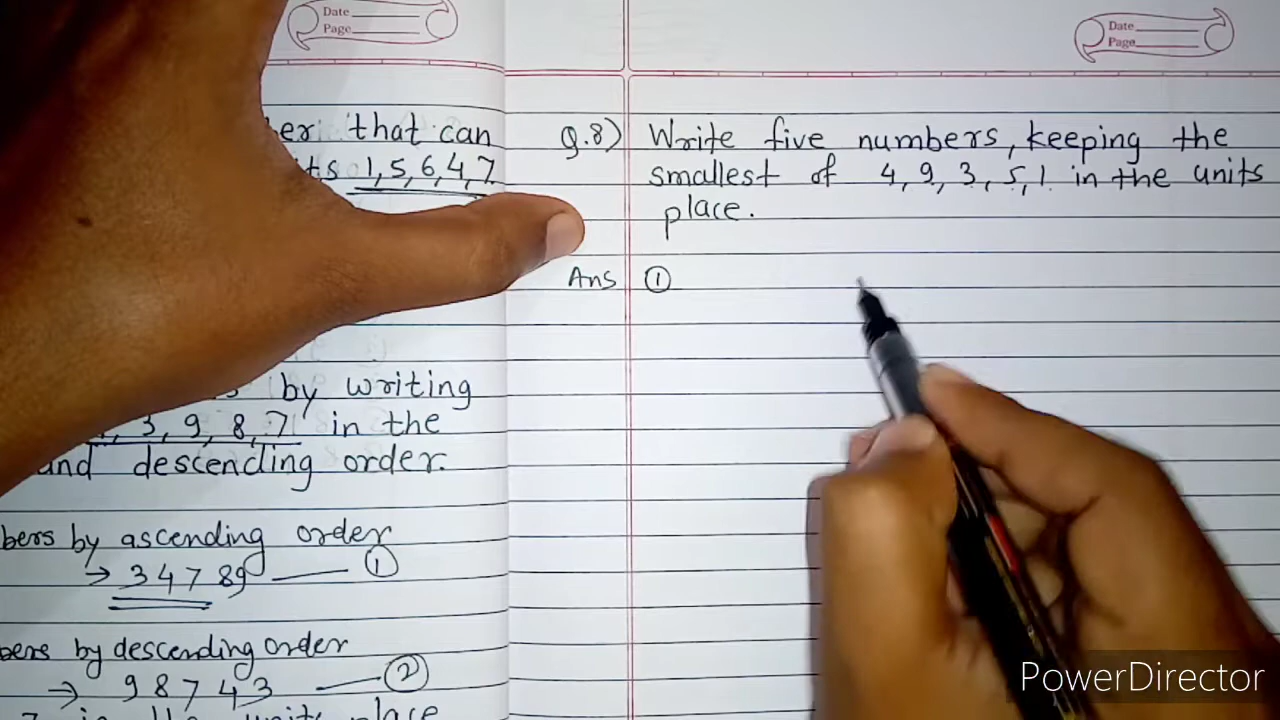 Date
Page
that can
1,5,6,4,7
by writing
3, 9, 8, 7 in the
and descending order.
by ascending order
→ 34789 — ①
by descending order
→ 98743 — ②
Date
Page
Q.8) Write five numbers, keeping the
smallest of 4, 9, 3, 5, 1 in the units
place.
Ans ①
PowerDirector